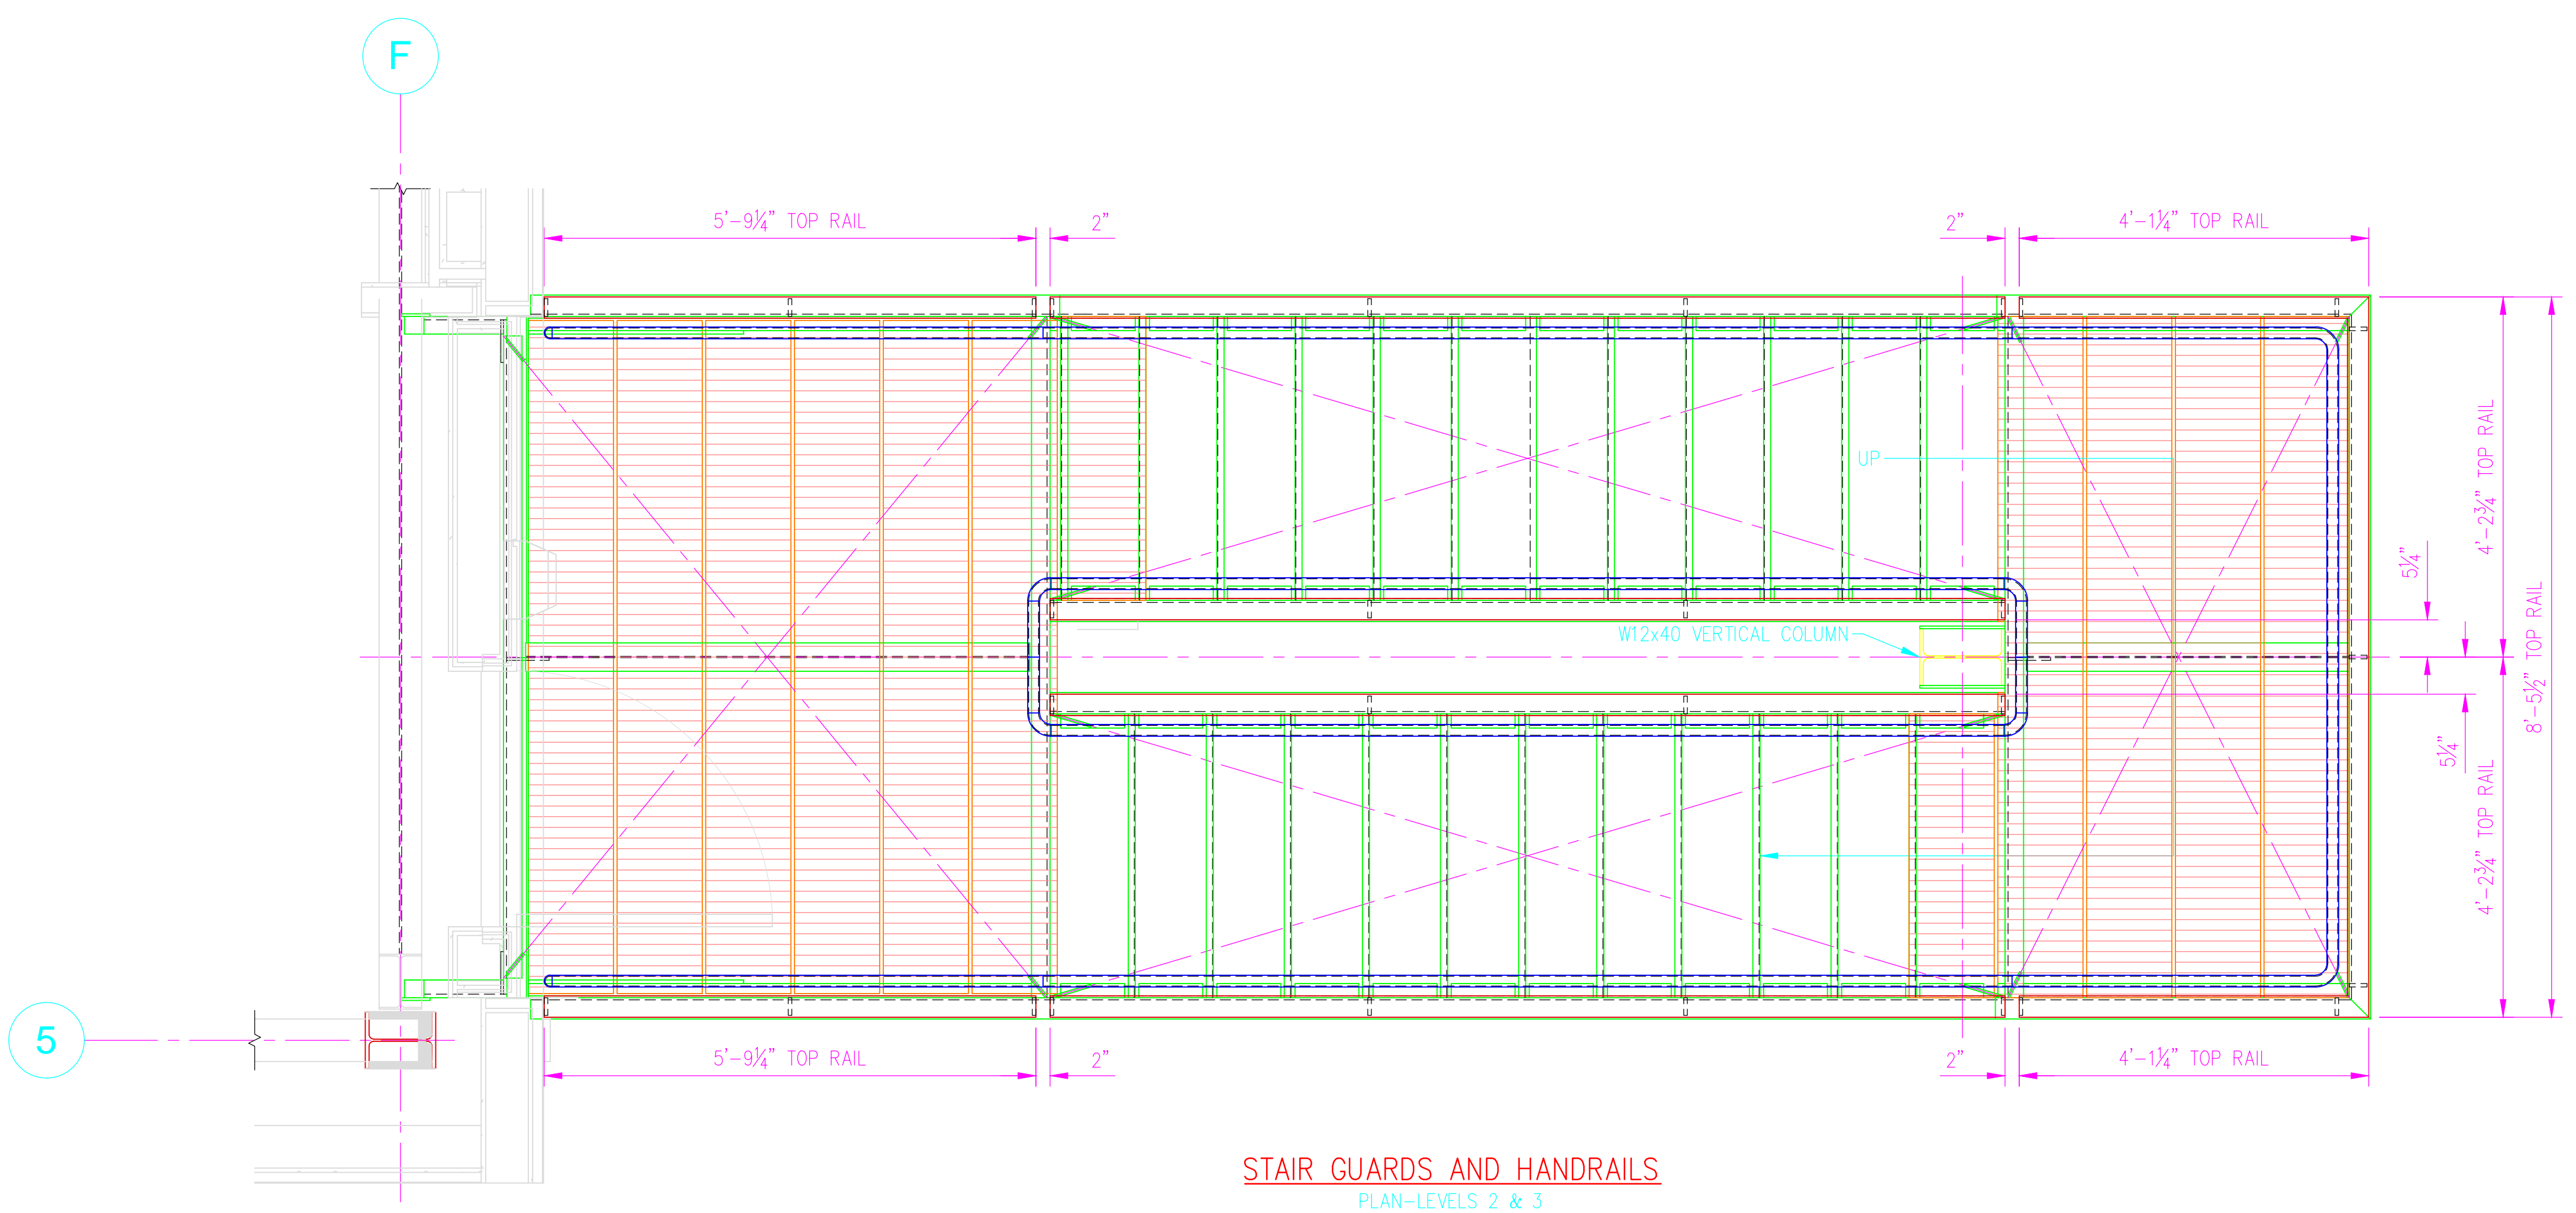 F
5'-9¼" TOP RAIL
2"
2"
4'-1¼" TOP RAIL
4'-2¾" TOP RAIL
UP
5¼"
8'-5½" TOP RAIL
W12x40 VERTICAL COLUMN
5¼"
4'-2¾" TOP RAIL
5
5'-9¼" TOP RAIL
2"
2"
4'-1¼" TOP RAIL
STAIR GUARDS AND HANDRAILS
PLAN-LEVELS 2 & 3